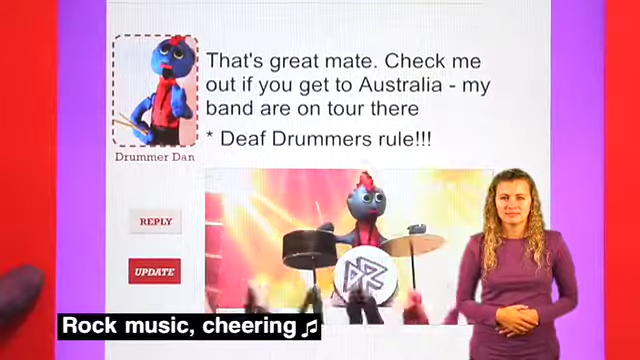 That's great mate. Check me
out if you get to Australia - my
band are on tour there
* Deaf Drummers rule!!!
Drummer Dan
REPLY
UPDATE
Rock music, cheering ♫